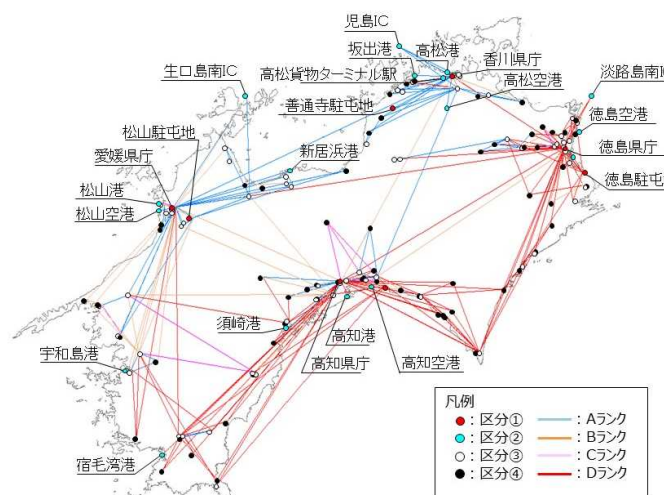 児島IC
坂出港
高松港
生口島南IC
高松貨物ターミナル駅
香川県庁
高松空港
淡路島南IC
善通寺駐屯地
松山駐屯地
徳島空港
愛媛県庁
新居浜港
徳島県庁
松山港
徳島駐屯
松山空港
須崎港
高知港
宇和島港
高知県庁
高知空港
宿毛湾港
凡例
：区分① ：Aランク
：区分② ：Bランク
：区分③ ：Cランク
：区分④ ：Dランク